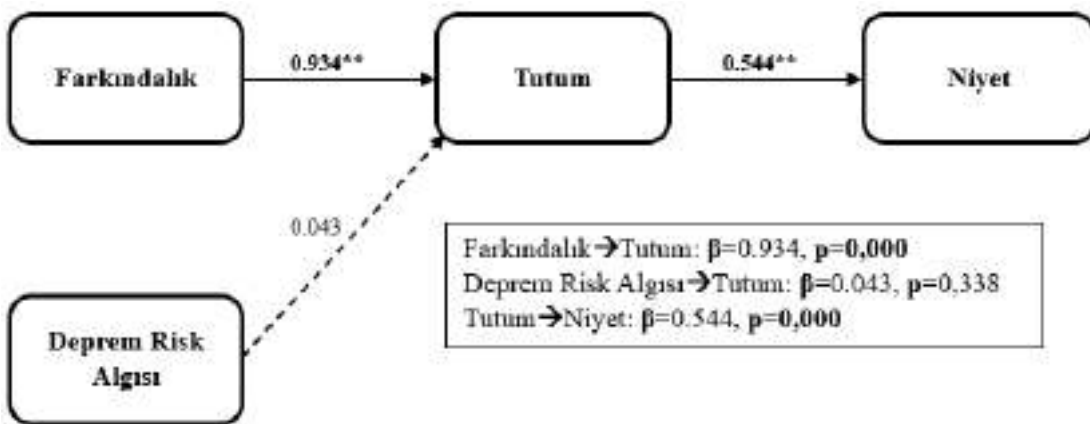 Farkındalık
0.934**
Tutum
0.544**
Niyet
0.043
Farkındalık➔Tutum: β=0.934, p=0,000
Deprem Risk Algısı➔Tutum: β=0.043, p=0,338
Tutum➔Niyet: β=0.544, p=0,000
Deprem Risk
Algısı